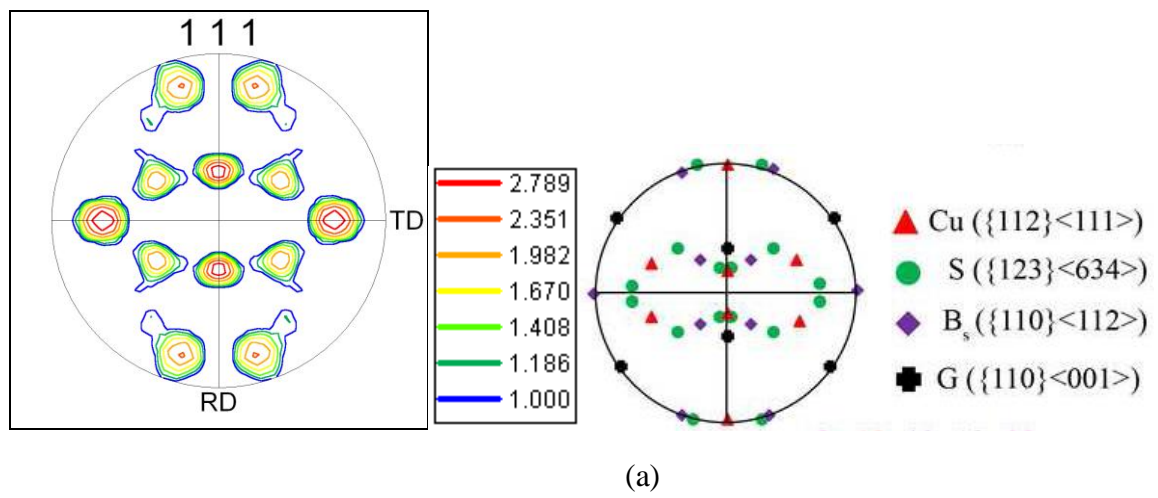 1 1 1
TD
RD
2.789
2.351
1.982
1.670
1.408
1.186
1.000
Cu ({112}<111>)
S ({123}<634>)
Bs ({110}<112>)
G ({110}<001>)
(a)